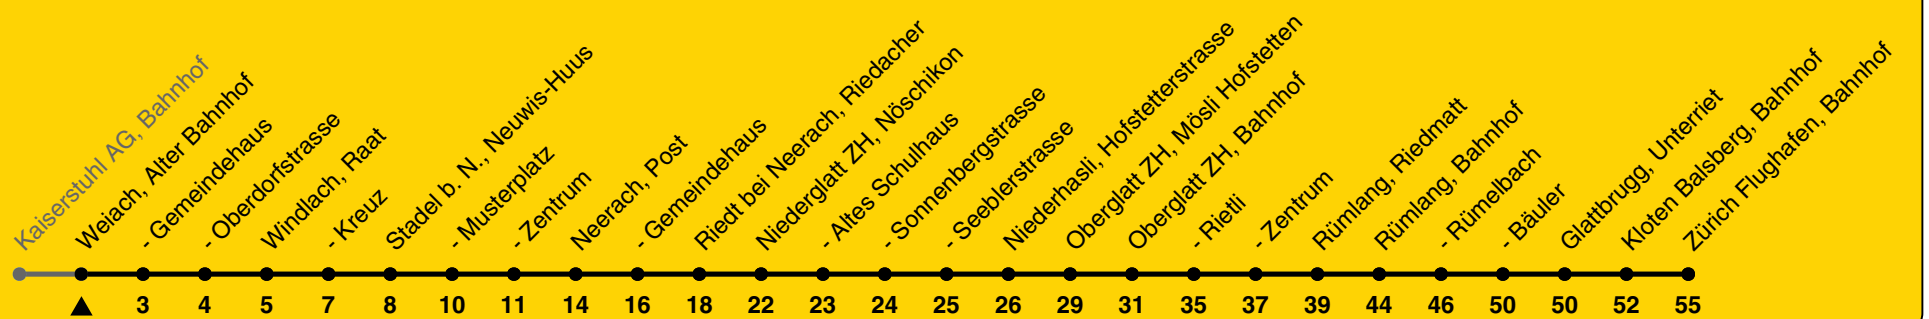 Kaiserstuhl AG, Bahnhof
Weiach, Alter Bahnhof
- Gemeindehaus
- Oberdorfstrasse
Windlach, Raat
- Kreuz
Stadel b. N., Neuwis-Huus
- Musterplatz
- Zentrum
Neerach, Post
- Gemeindehaus
Riedt bei Neerach, Riedacher
Niederglatt ZH, Nöschikon
- Altes Schulhaus
- Sonnenbergstrasse
- Seeblerstrasse
Niederhasli, Hofstetterstrasse
Oberglatt ZH, Mösli Hofstetten
Oberglatt ZH, Bahnhof
- Rietli
- Zentrum
Rümlang, Riedmatt
Rümlang, Bahnhof
- Rümelbach
- Bäuler
Glattbrugg, Unterriet
Kloten Balsberg, Bahnhof
Zürich Flughafen, Bahnhof
3 4 5 7 8 10 11 14 16 18 22 23 24 25 26 29 31 35 37 39 44 46 50 50 52 55